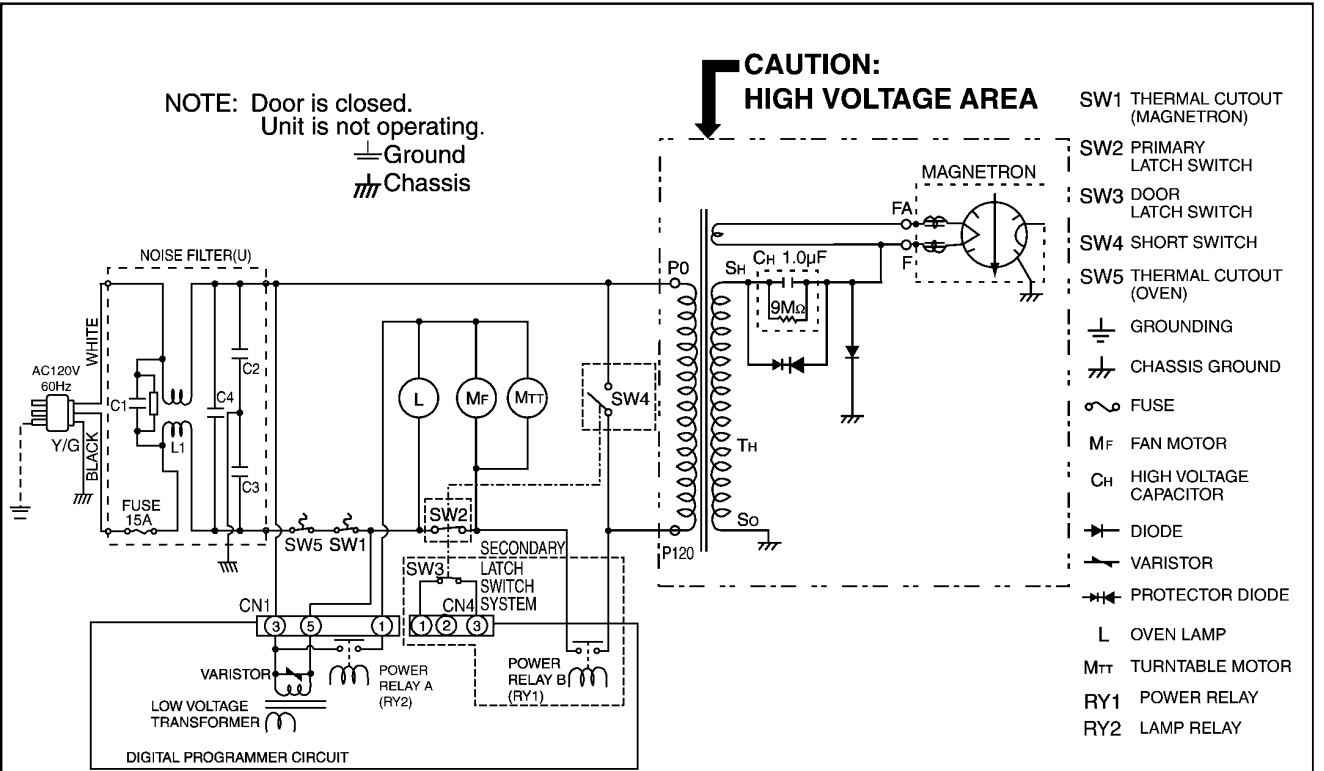 NOTE: Door is closed.
Unit is not operating.
Ground
Chassis
CAUTION:
HIGH VOLTAGE AREA
NOISE FILTER(U)
WHITE
AC120V
60Hz
Y/G
BLACK
C1
L1
C4
C2
C3
FUSE
15A
L
MF
MTT
SW4
SW2
SW5
SW1
SW3
SECONDARY
LATCH
SWITCH
SYSTEM
CN1
CN4
3
5
1
1
2
3
VARISTOR
POWER
RELAY A
(RY2)
POWER
RELAY B
(RY1)
LOW VOLTAGE
TRANSFORMER
DIGITAL PROGRAMMER CIRCUIT
P0
P120
SH
CH 1.0µF
9MΩ
TH
SO
FA
F
MAGNETRON
SW1 THERMAL CUTOUT
(MAGNETRON)
SW2 PRIMARY
LATCH SWITCH
SW3 DOOR
LATCH SWITCH
SW4 SHORT SWITCH
SW5 THERMAL CUTOUT
(OVEN)
GROUNDING
CHASSIS GROUND
FUSE
MF FAN MOTOR
CH HIGH VOLTAGE
CAPACITOR
DIODE
VARISTOR
PROTECTOR DIODE
L OVEN LAMP
MTT TURNTABLE MOTOR
RY1 POWER RELAY
RY2 LAMP RELAY